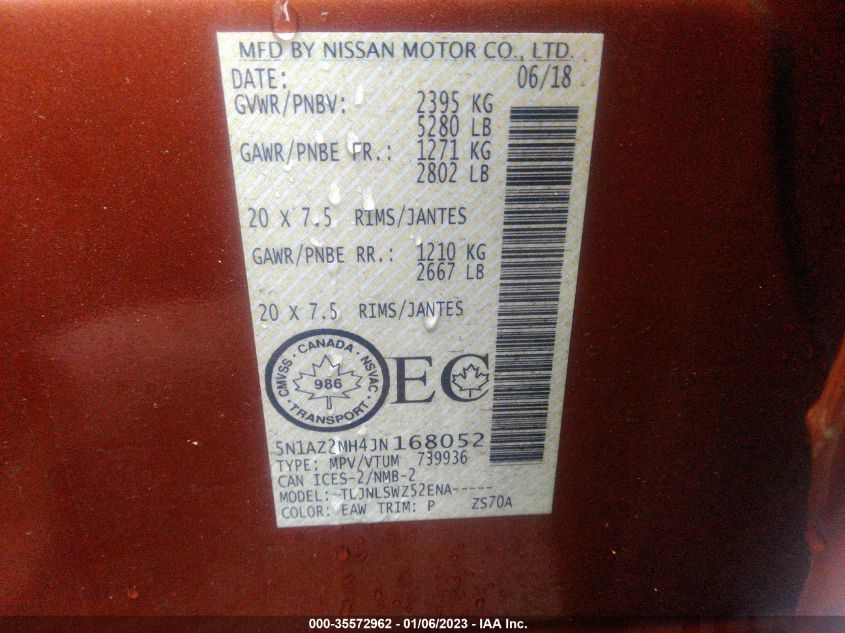 MFD BY NISSAN MOTOR CO., LTD.
DATE: 06/18
GVWR/PNBV: 2395 KG
5280 LB
GAWR/PNBE FR.: 1271 KG
2802 LB
20 X 7.5 RIMS/JANTES
GAWR/PNBE RR.: 1210 KG
2667 LB
20 X 7.5 RIMS/JANTES
CMVSS · CANADA · NSVAC
986
· TRANSPORT ·
EC
5N1AZ2MH4JN168052
TYPE: MPV/VTUM 739936
CAN ICES-2/NMB-2
MODEL: TLJNLSWZ52ENA-----
COLOR: EAW TRIM: P ZS70A
000-35572962 - 01/06/2023 - IAA Inc.